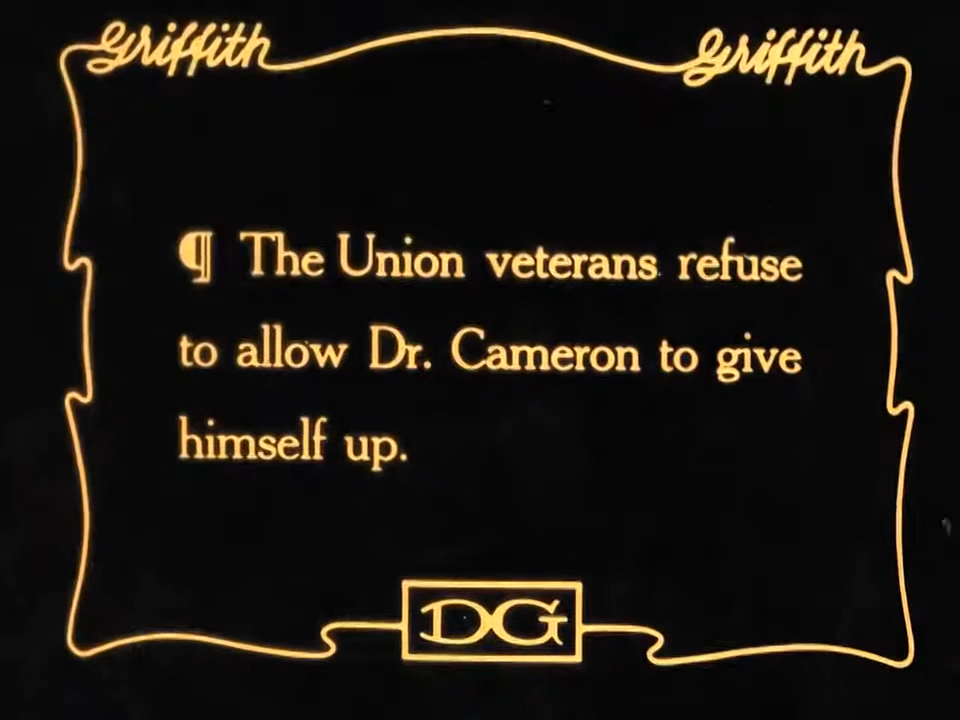 Griffith Griffith
¶ The Union veterans refuse
to allow Dr. Cameron to give
himself up.
DG